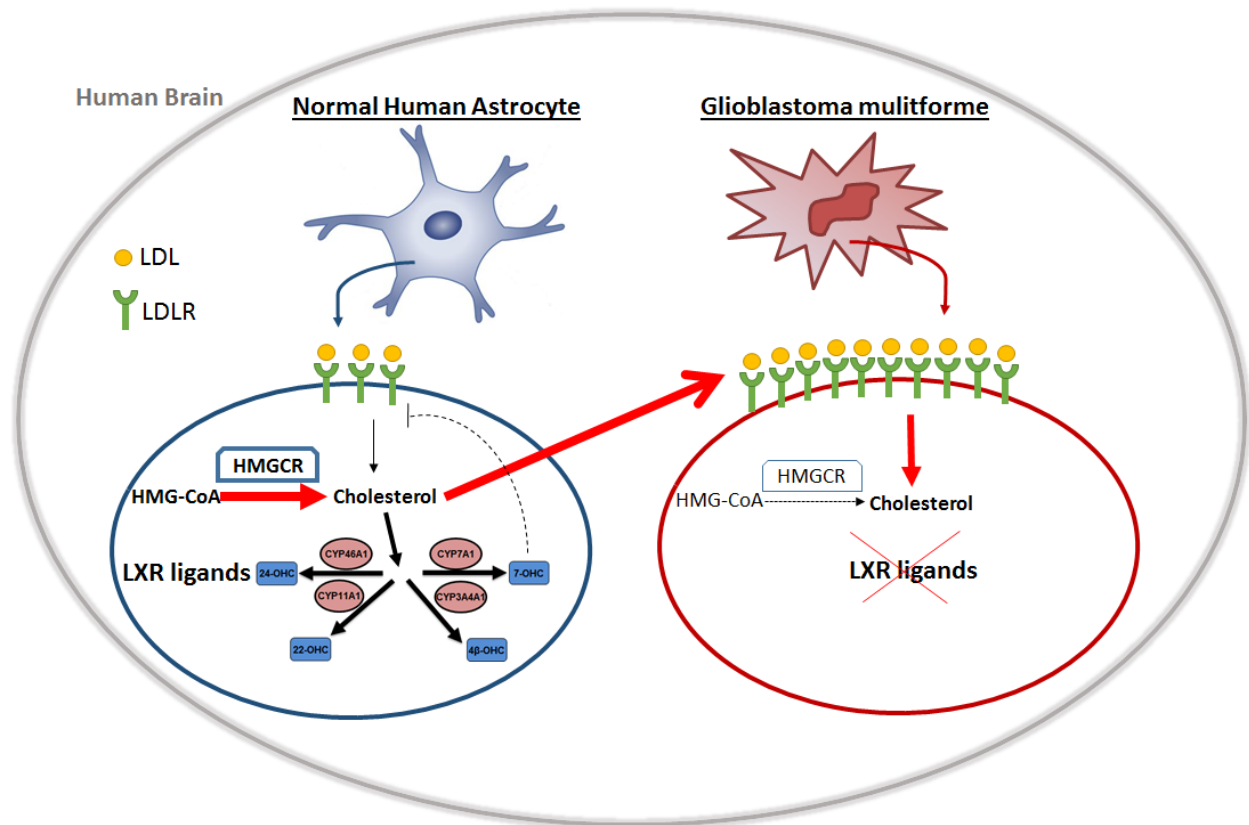 Human Brain
Normal Human Astrocyte
Glioblastoma mulitforme
LDL
LDLR
HMGCR
HMG-CoA
Cholesterol
LXR ligands
CYP46A1
CYP7A1
24-OHC
7-OHC
CYP11A1
CYP3A4A1
22-OHC
4β-OHC
HMGCR
HMG-CoA
Cholesterol
LXR ligands